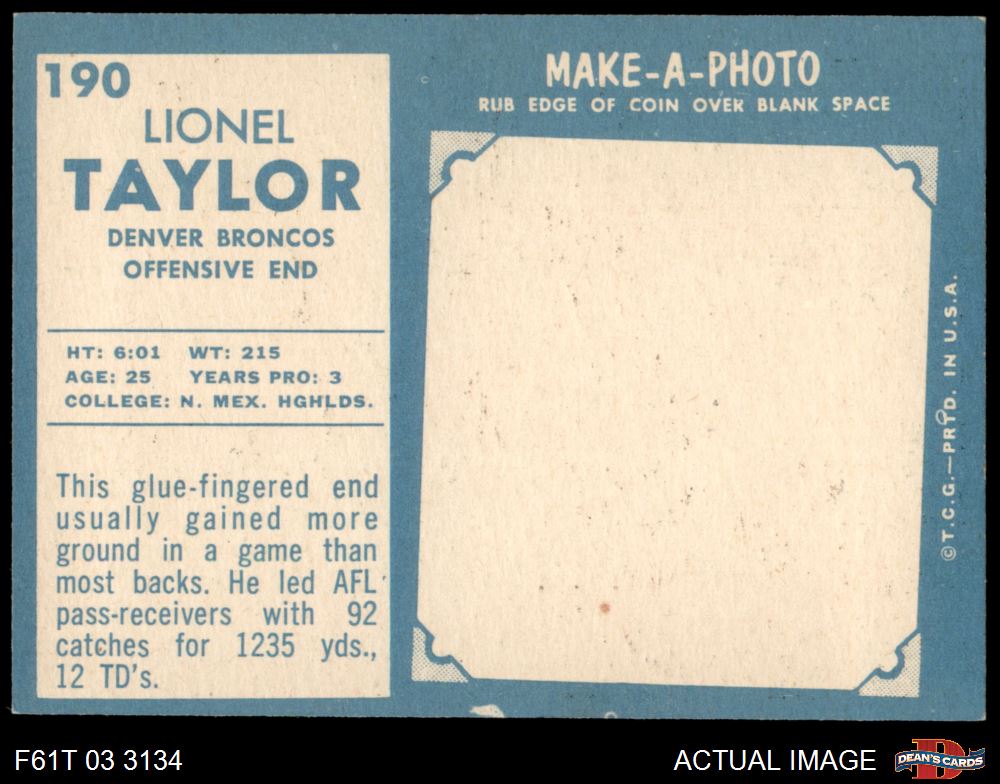 190
LIONEL
TAYLOR
DENVER BRONCOS
OFFENSIVE END
HT: 6:01 WT: 215
AGE: 25 YEARS PRO: 3
COLLEGE: N. MEX. HGHLDS.
This glue-fingered end
usually gained more
ground in a game than
most backs. He led AFL
pass-receivers with 92
catches for 1235 yds.,
12 TD's.
MAKE-A-PHOTO
RUB EDGE OF COIN OVER BLANK SPACE
©T.C.G.—PRTD. IN U.S.A.
F61T 03 3134
ACTUAL IMAGE
D
DEAN'S CARDS